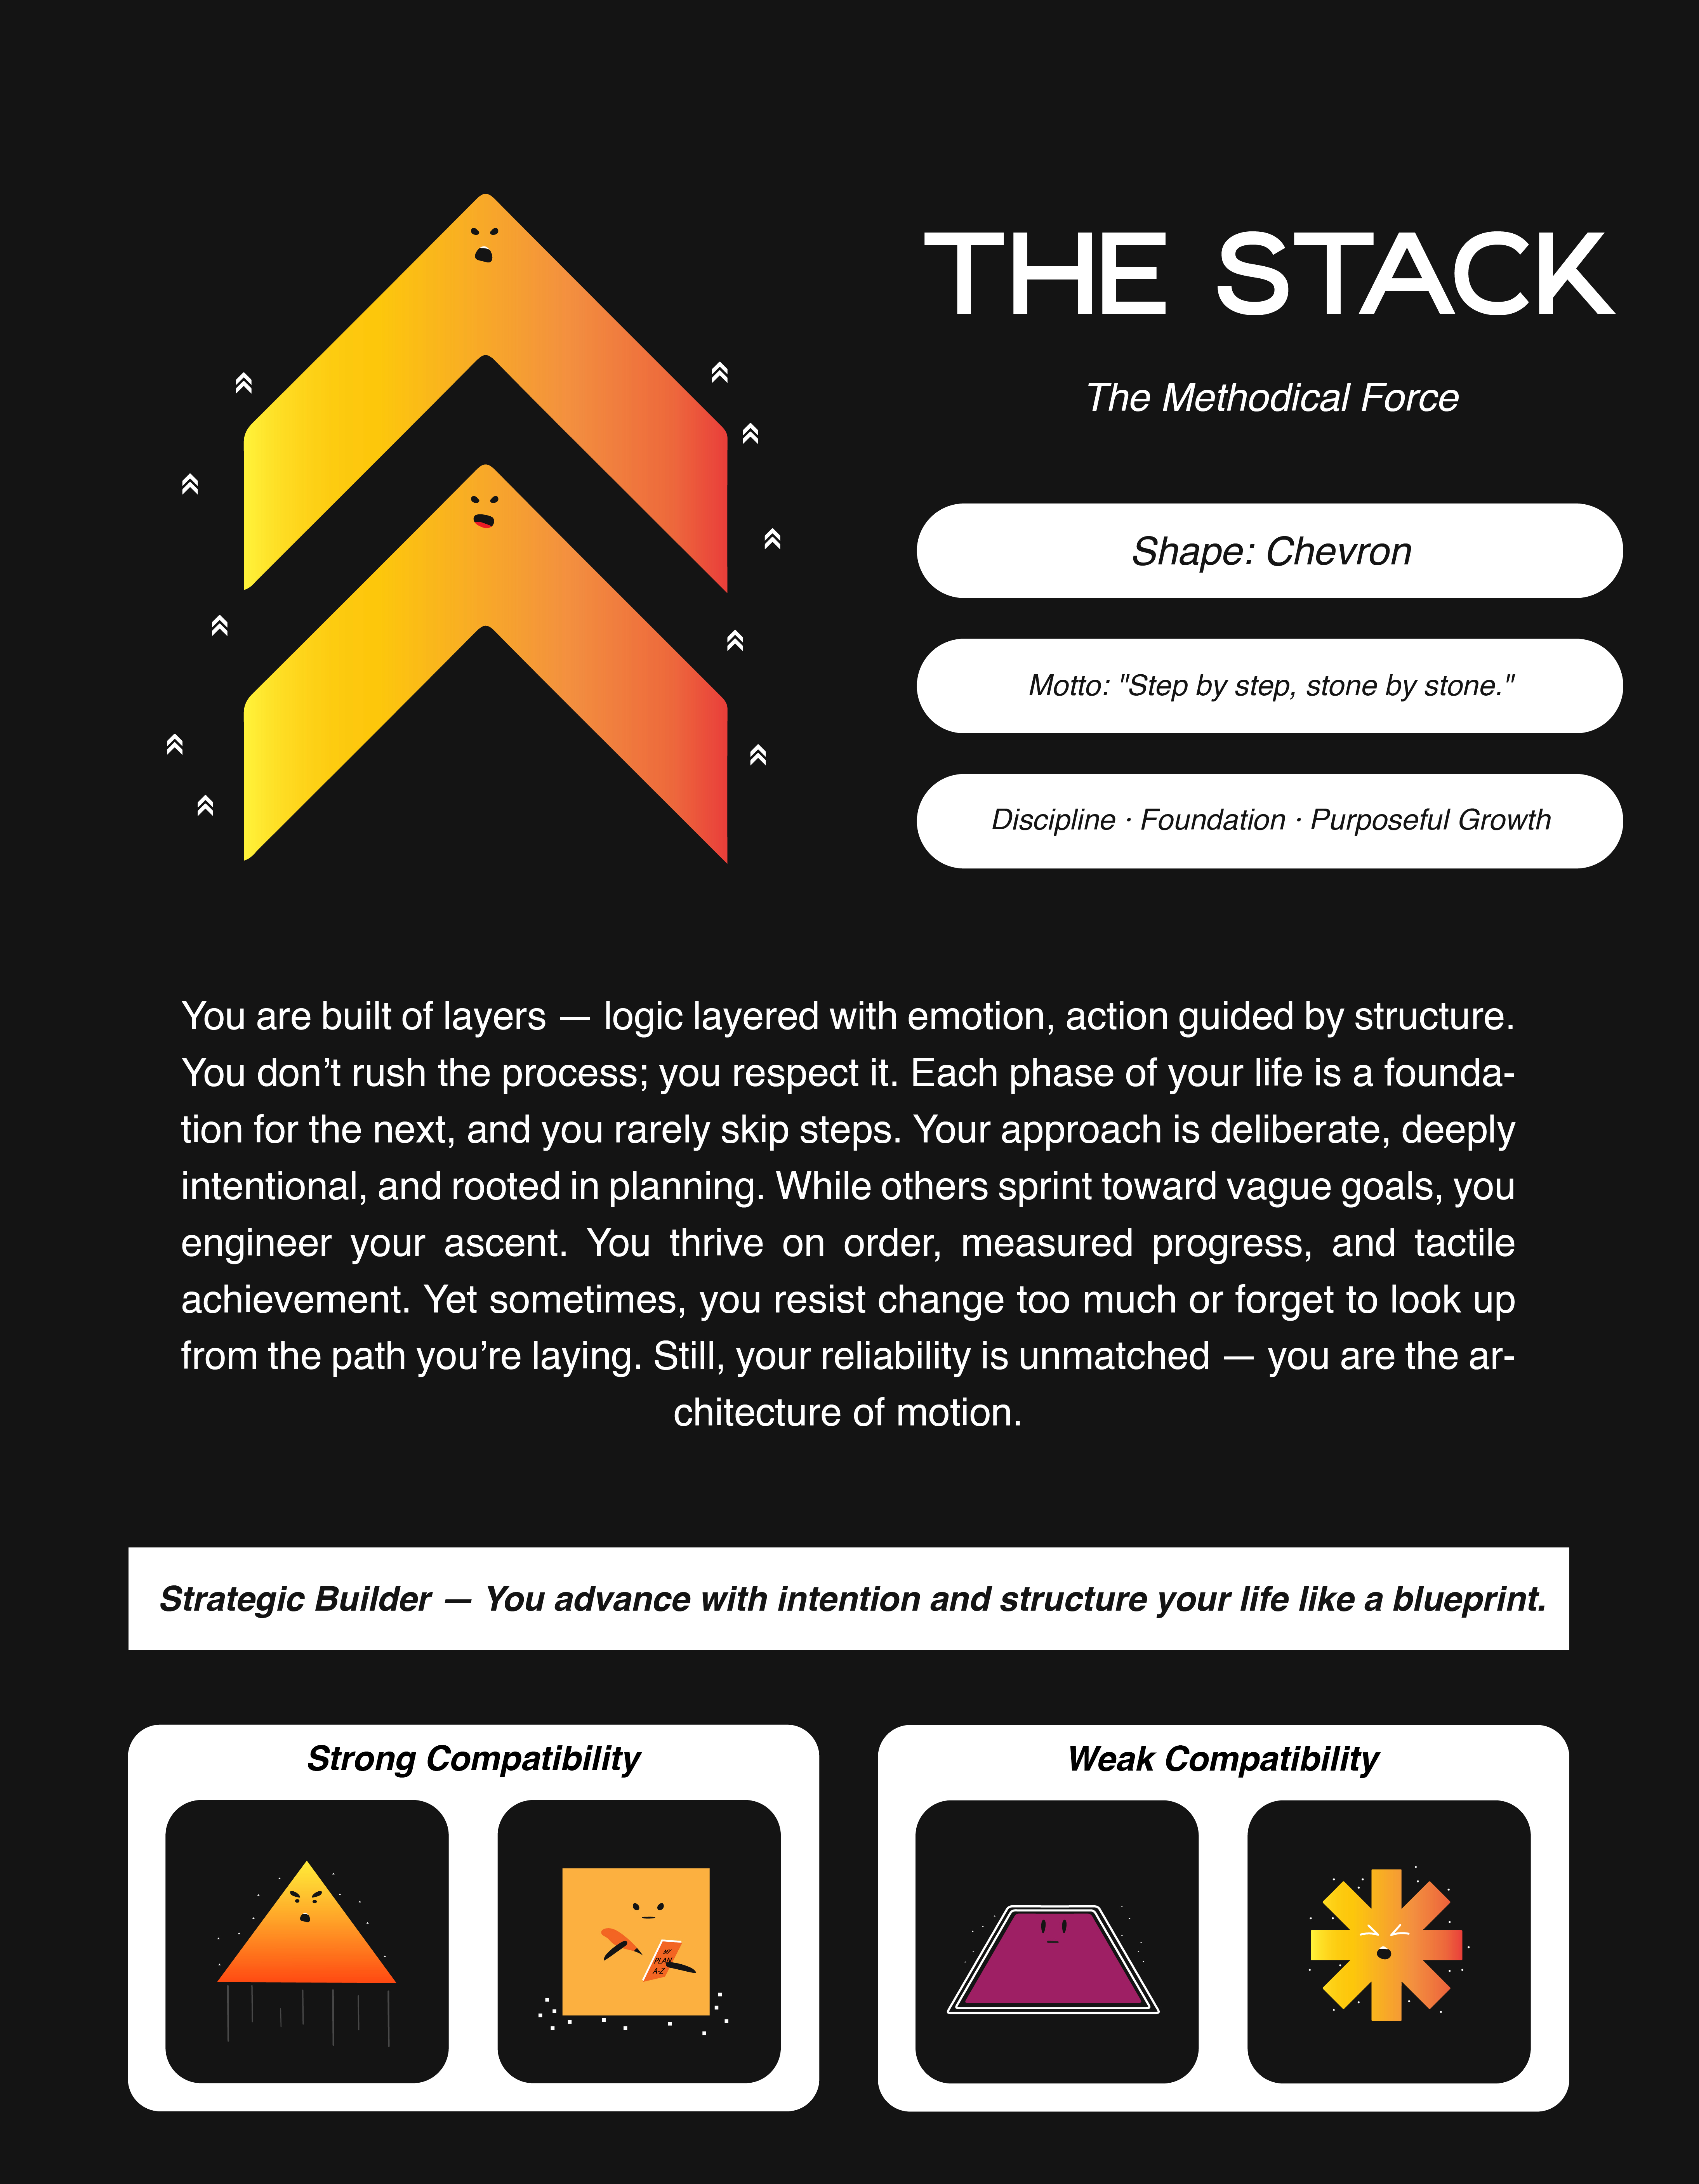 THE STACK
The Methodical Force
Shape: Chevron
Motto: "Step by step, stone by stone."
Discipline · Foundation · Purposeful Growth
You are built of layers — logic layered with emotion, action guided by structure.
You don’t rush the process; you respect it. Each phase of your life is a founda-
tion for the next, and you rarely skip steps. Your approach is deliberate, deeply
intentional, and rooted in planning. While others sprint toward vague goals, you
engineer your ascent. You thrive on order, measured progress, and tactile
achievement. Yet sometimes, you resist change too much or forget to look up
from the path you’re laying. Still, your reliability is unmatched — you are the ar-
chitecture of motion.
Strategic Builder — You advance with intention and structure your life like a blueprint.
Strong Compatibility
Weak Compatibility
MY
PLAN
A-Z